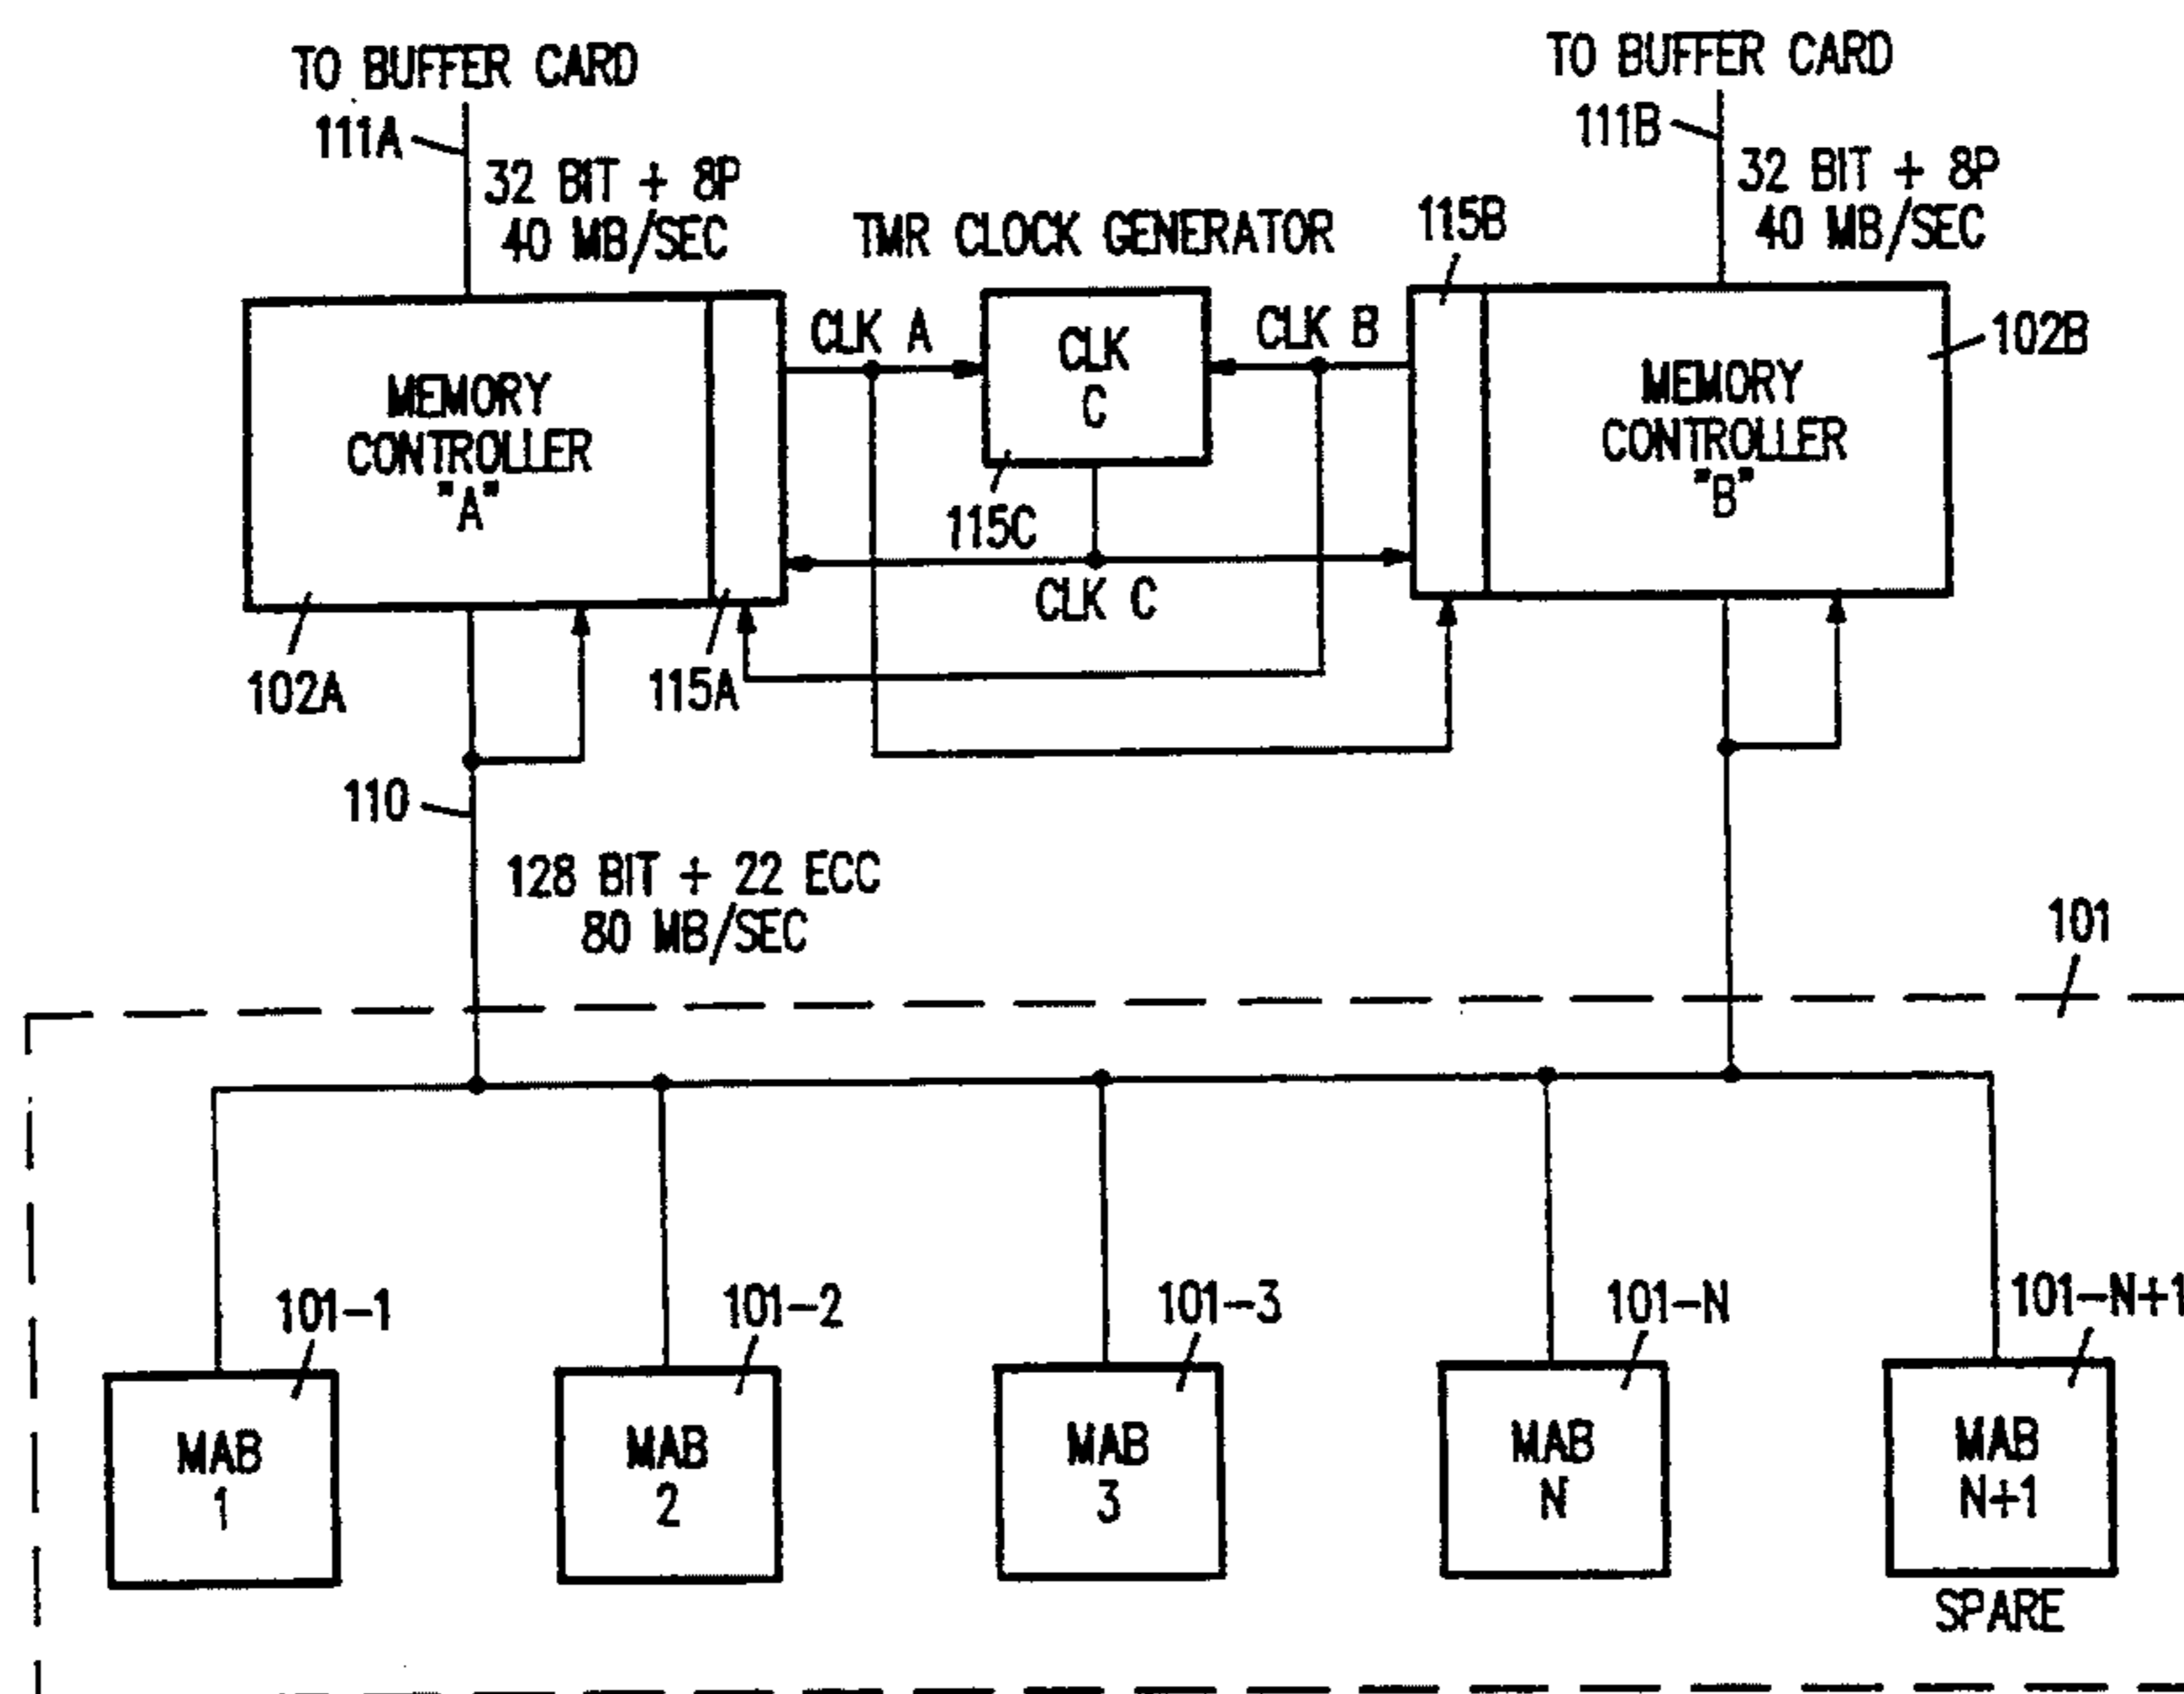 TO BUFFER CARD
111A
32 BIT + 8P
40 MB/SEC
TO BUFFER CARD
111B
32 BIT + 8P
40 MB/SEC
TMR CLOCK GENERATOR
115B
CLK A
CLK
C
CLK B
102B
MEMORY
CONTROLLER
"A"
MEMORY
CONTROLLER
"B"
115C
CLK C
102A
115A
110
128 BIT + 22 ECC
80 MB/SEC
101
101-1
101-2
101-3
101-N
101-N+1
MAB
1
MAB
2
MAB
3
MAB
N
MAB
N+1
SPARE